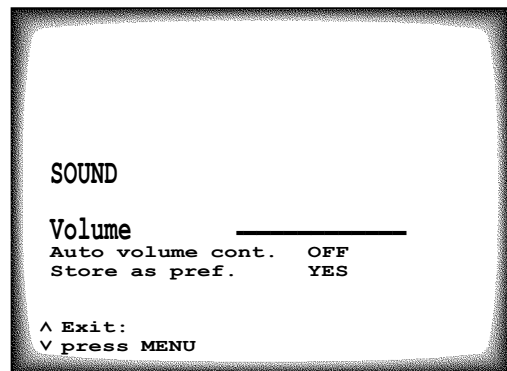 SOUND
Volume
Auto volume cont. OFF
Store as pref. YES
∧ Exit:
∨ press MENU